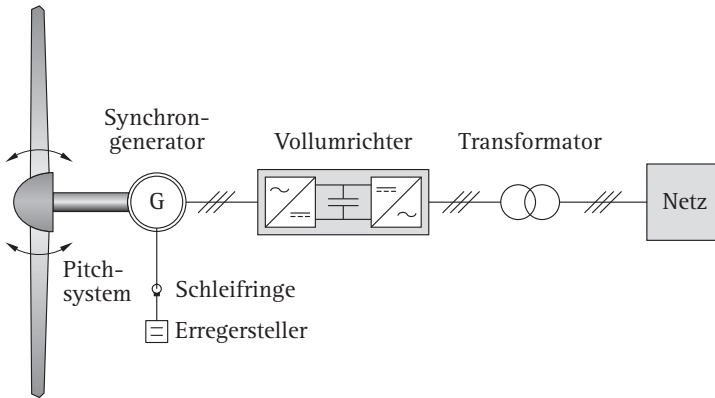 Synchron-
generator
Vollumrichter
Transformator
G
Netz
Pitch-
system
Schleifringe
Erregersteller